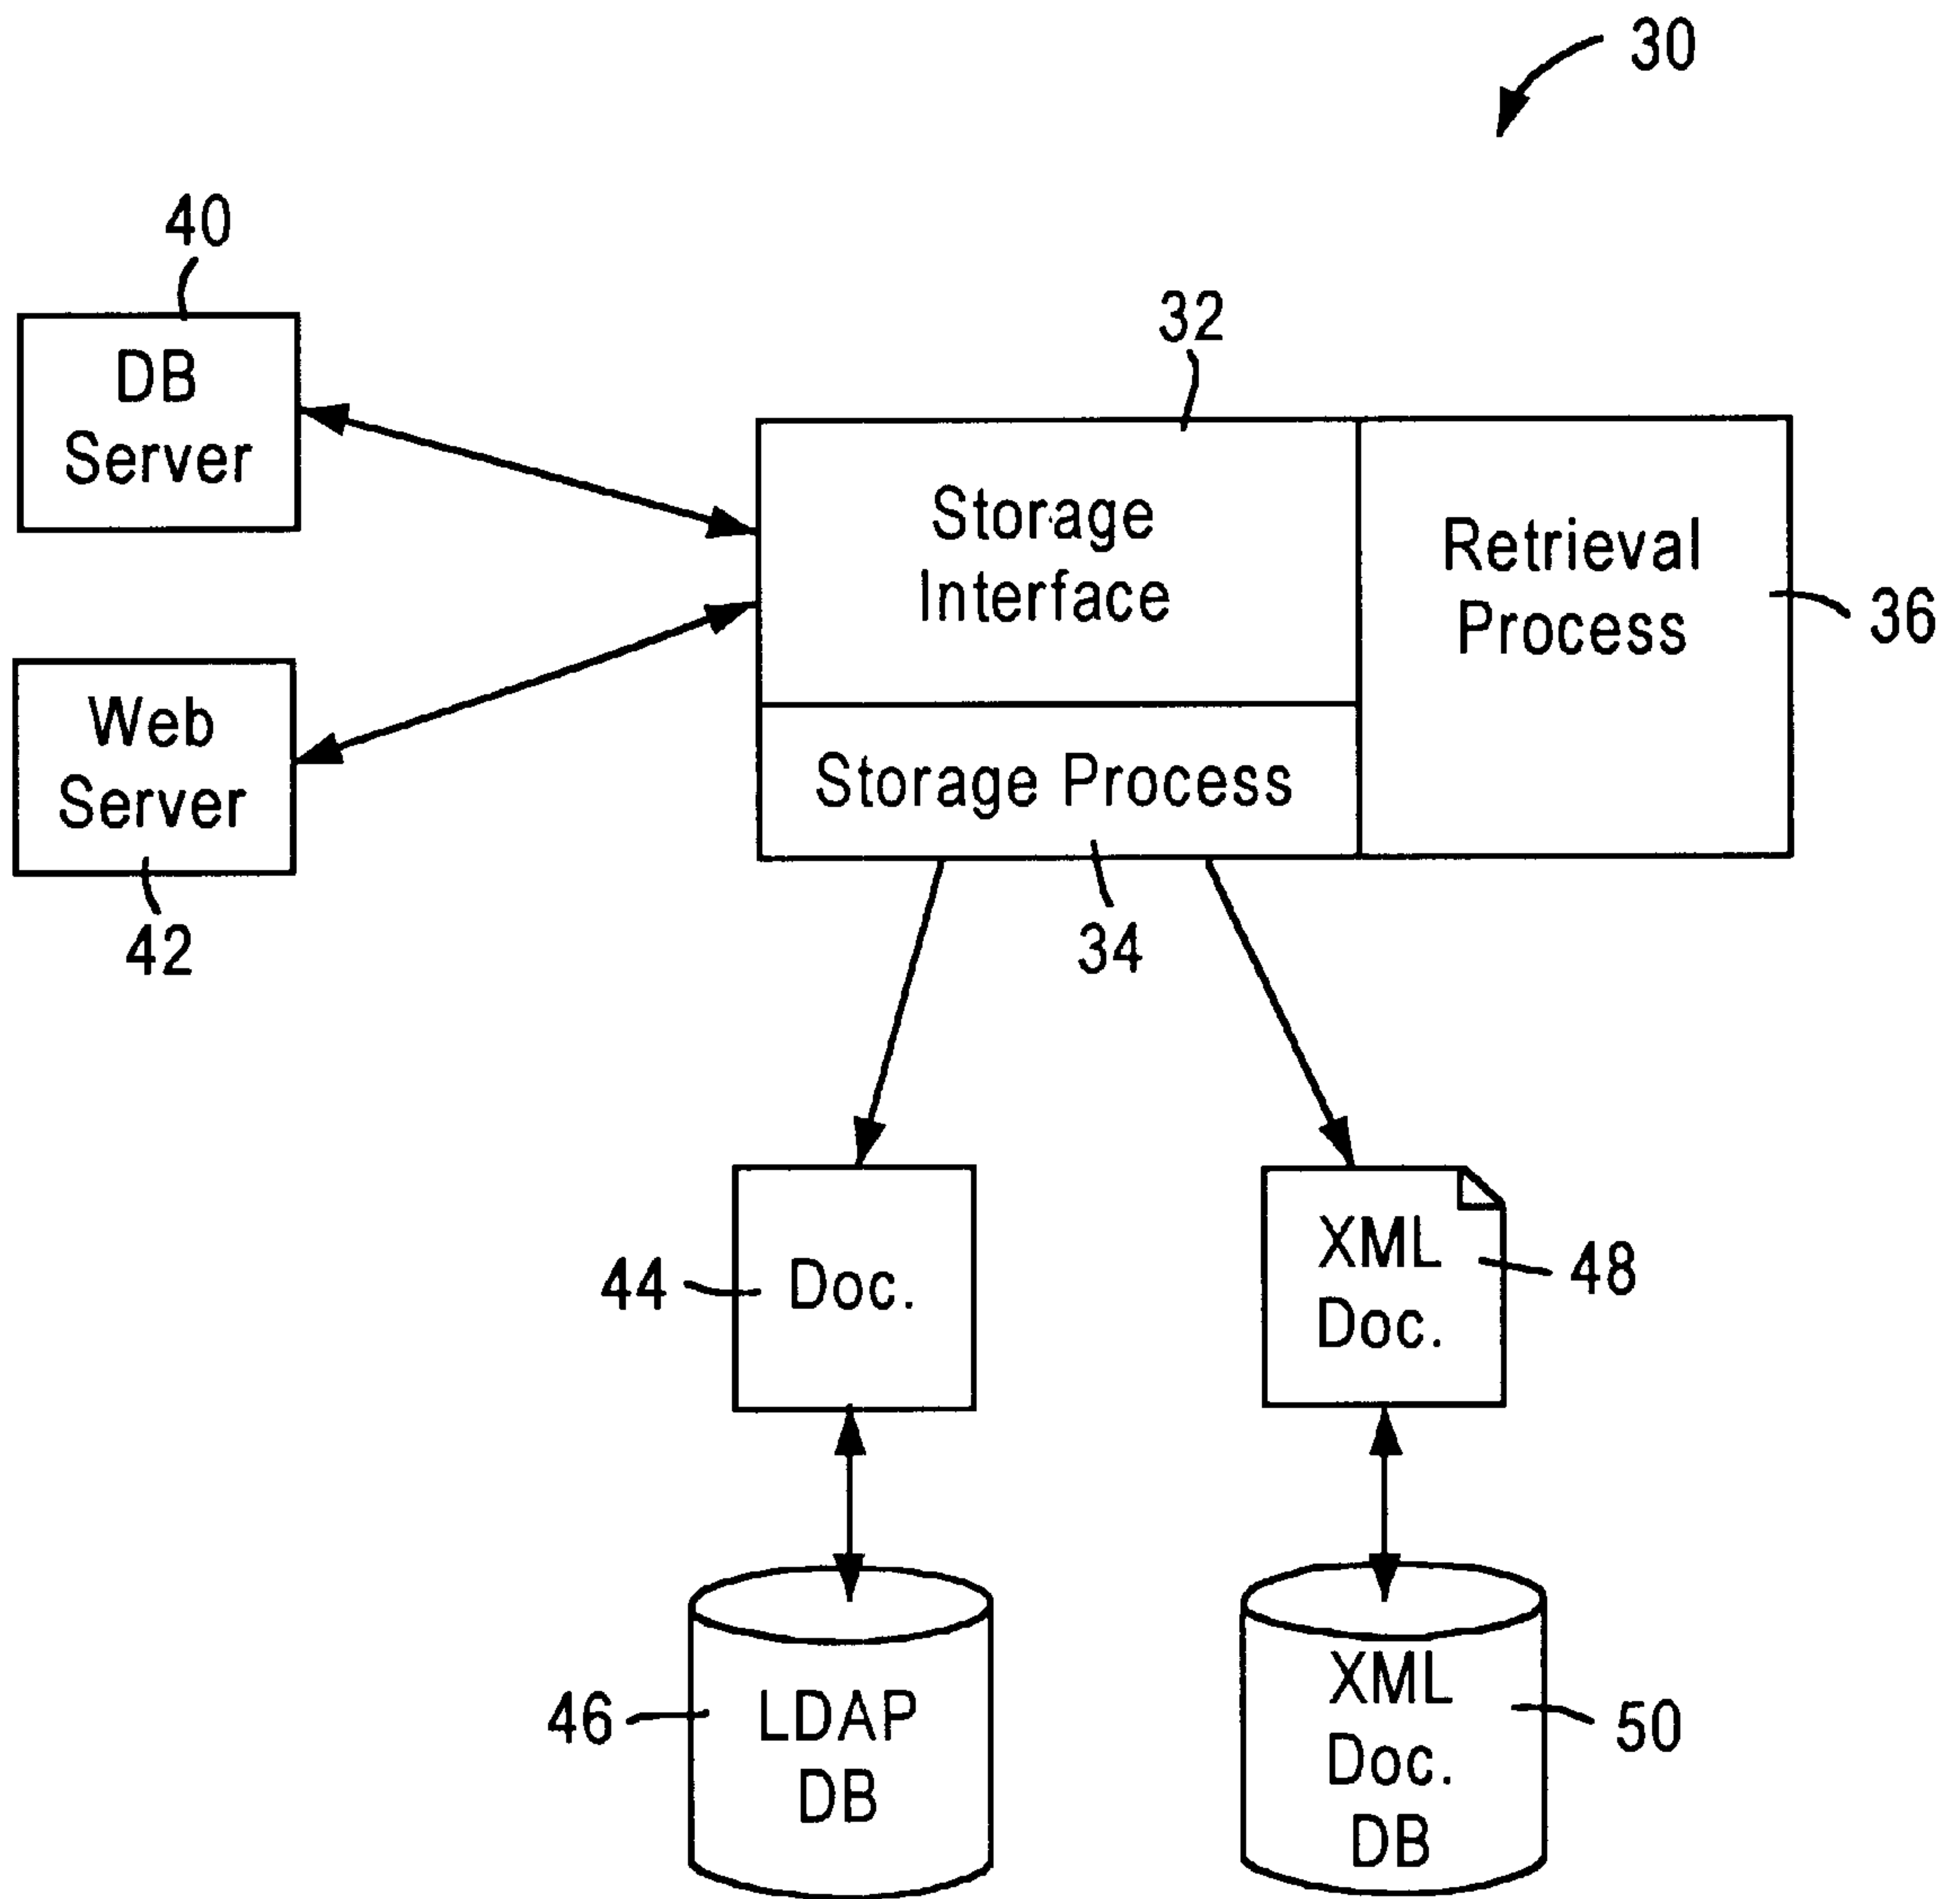 30
40
DB
Server
32
Storage
Interface
Retrieval
Process
36
Web
Server
42
Storage Process
34
44
Doc.
XML
Doc.
48
46
LDAP
DB
XML
Doc.
DB
50